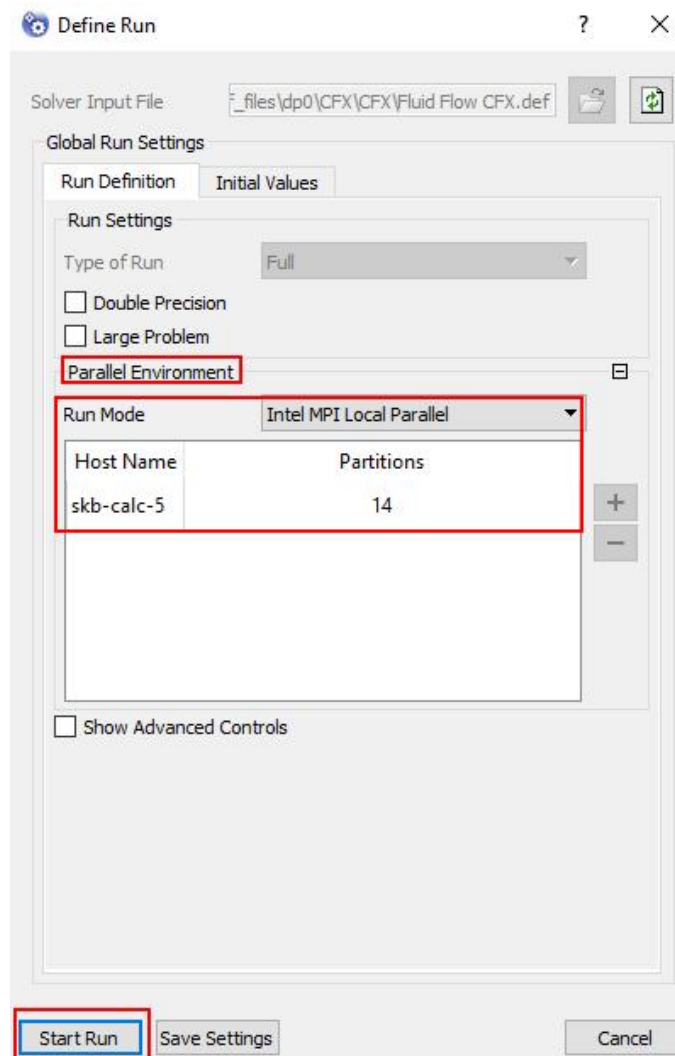 Define Run
?
Solver Input File
F_files\dp0\CFX\CFX\Fluid Flow CFX.def
Global Run Settings
Run Definition
Initial Values
Run Settings
Type of Run
Full
Double Precision
Large Problem
Parallel Environment
Run Mode
Intel MPI Local Parallel
Host Name
Partitions
skb-calc-5
14
Show Advanced Controls
Start Run
Save Settings
Cancel